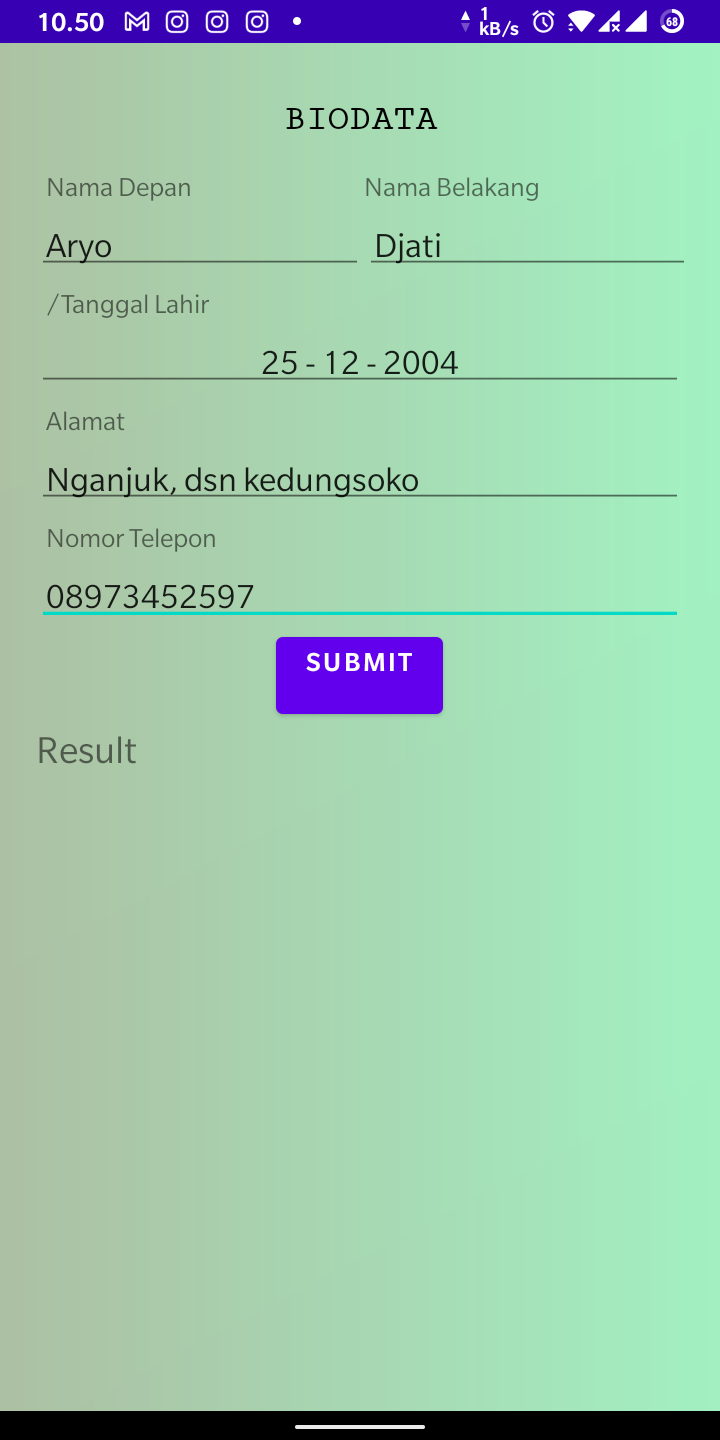 10.50 1 kB/s 68
BIODATA
Nama Depan Nama Belakang
Aryo Djati
/Tanggal Lahir
25 - 12 - 2004
Alamat
Nganjuk, dsn kedungsoko
Nomor Telepon
08973452597
SUBMIT
Result